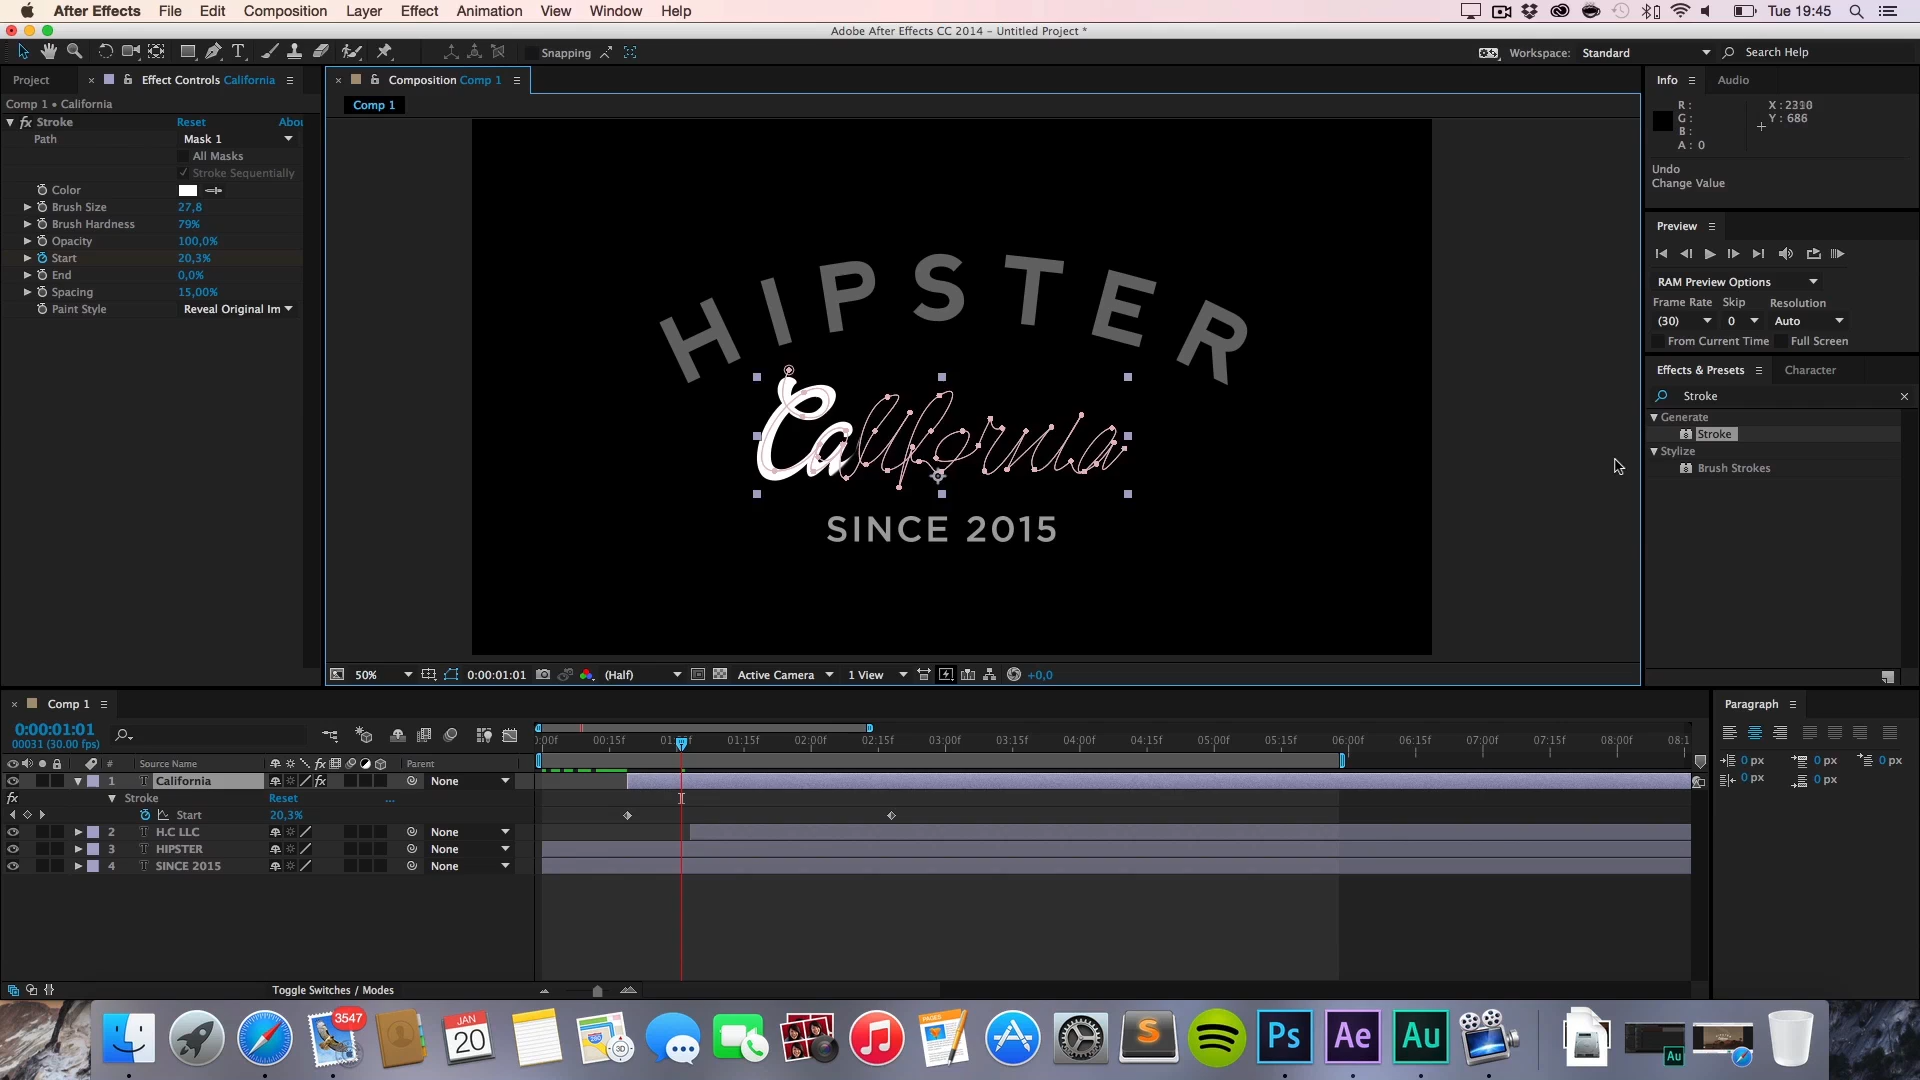 After Effects File Edit Composition Layer Effect Animation View Window Help Tue 19:45
Adobe After Effects CC 2014 – Untitled Project *
T Snapping Workspace: Standard Search Help
Project × Effect Controls California
Comp 1 • California
fx Stroke Reset Abou
Path Mask 1
All Masks
Stroke Sequentially
Color
Brush Size 27,8
Brush Hardness 79%
Opacity 100,0%
Start 20,3%
End 0,0%
Spacing 15,00%
Paint Style Reveal Original Im
× Composition Comp 1
Comp 1
HIPSTER
California
SINCE 2015
50% 0:00:01:01 (Half) Active Camera 1 View +0,0
Info Audio
R :
G :
B :
A : 0
Y : 686
Undo
Change Value
Preview
RAM Preview Options
Frame Rate Skip Resolution
(30) 0 Auto
From Current Time Full Screen
Effects & Presets Character
Stroke ×
Generate
Stroke
Stylize
Brush Strokes
× Comp 1
0:00:01:01
00031 (30.00 fps)
00:15f 01:15f 02:00f 02:15f 03:00f 03:15f 04:00f 04:15f 05:00f 05:15f 06:00f 06:15f 07:00f 07:15f 08:00f 08:1
# Source Name fx Parent
1 T California fx None
fx Stroke Reset ...
Start 20,3%
2 T H.C LLC None
3 T HIPSTER None
4 T SINCE 2015 None
Toggle Switches / Modes
Paragraph
0 px 0 px 0 px
0 px 0 px
3547
JAN
20
280
3D
PAGES
S
Ps
Ae
Au
Au